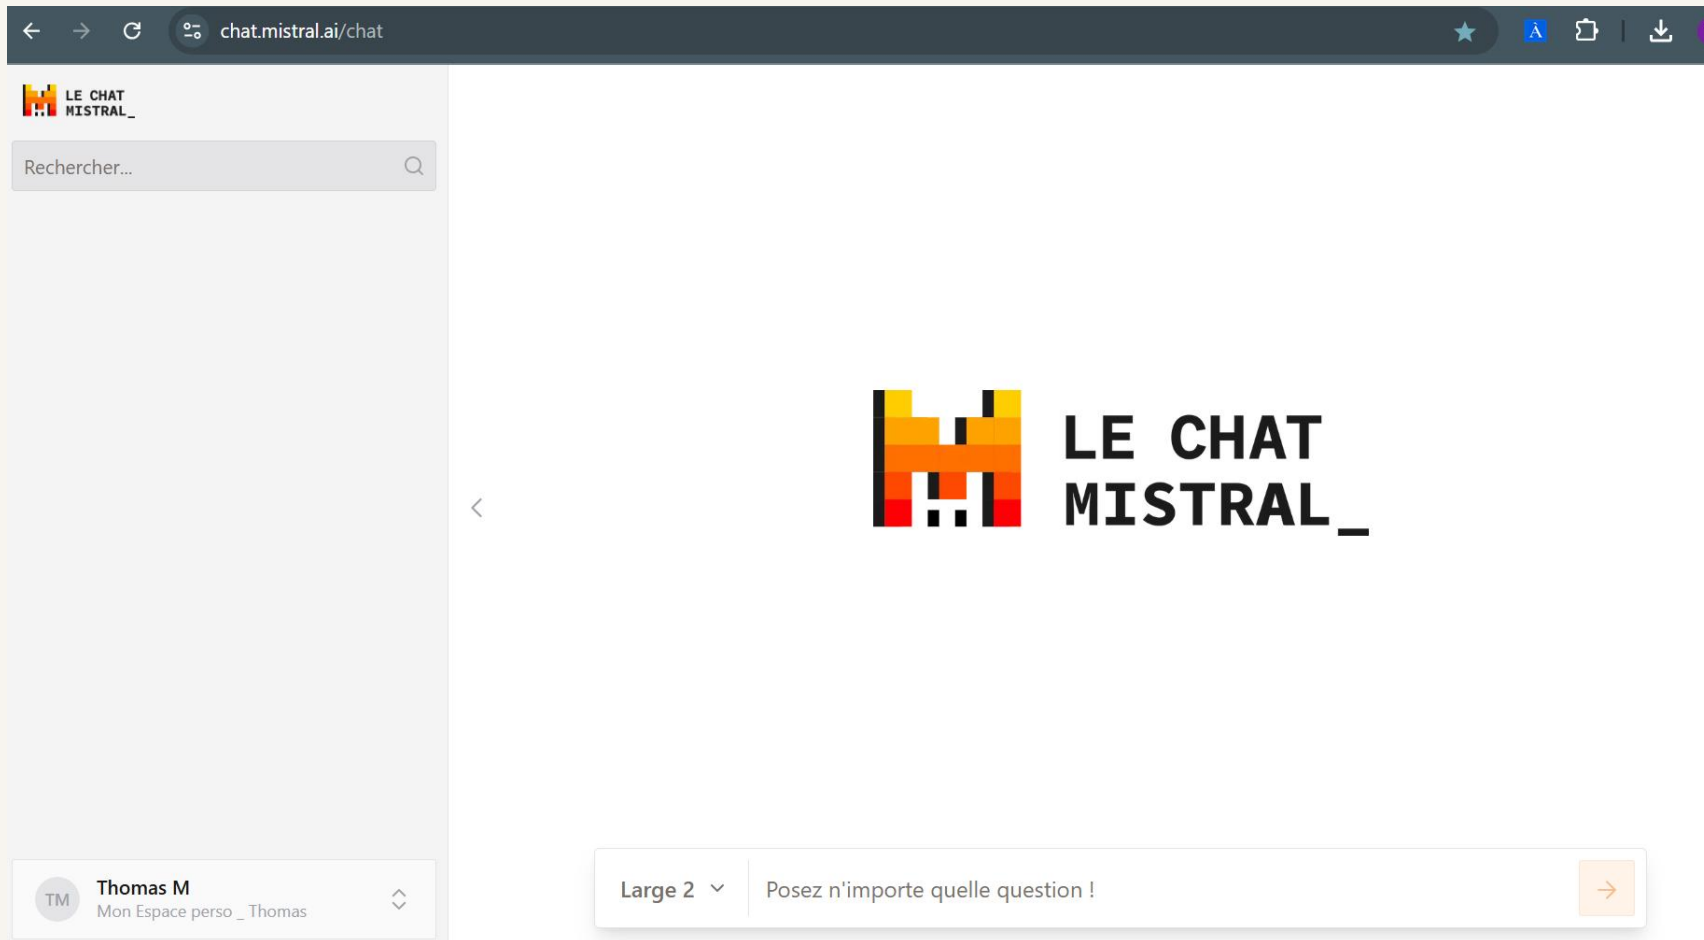 chat.mistral.ai/chat
À
LE CHAT
MISTRAL_
Rechercher...
LE CHAT
MISTRAL_
TM
Thomas M
Mon Espace perso _ Thomas
Large 2
Posez n'importe quelle question !